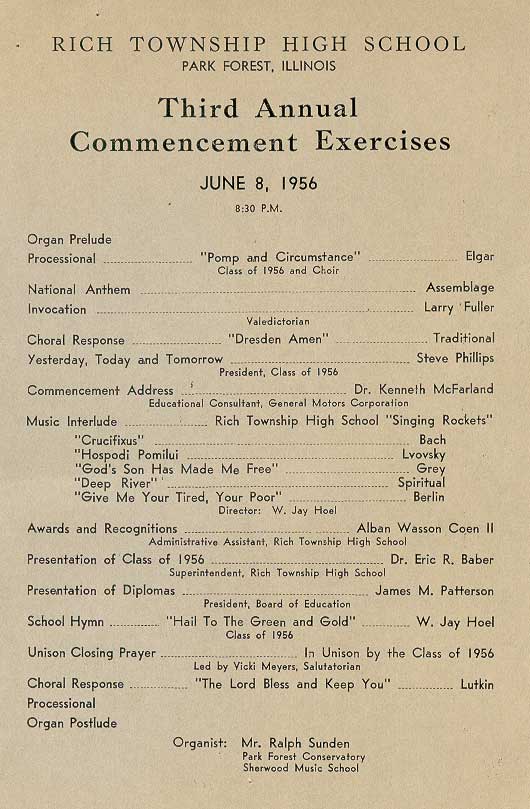 RICH TOWNSHIP HIGH SCHOOL
PARK FOREST, ILLINOIS
Third Annual
Commencement Exercises
JUNE 8, 1956
8:30 P.M.
Organ Prelude
Processional "Pomp and Circumstance" Elgar
Class of 1956 and Choir
National Anthem Assemblage
Invocation Larry Fuller
Valedictorian
Choral Response "Dresden Amen" Traditional
Yesterday, Today and Tomorrow Steve Phillips
President, Class of 1956
Commencement Address Dr. Kenneth McFarland
Educational Consultant, General Motors Corporation
Music Interlude Rich Township High School "Singing Rockets"
"Crucifixus" Bach
"Hospodi Pomilui Lvovsky
"God's Son Has Made Me Free" Grey
"Deep River" Spiritual
"Give Me Your Tired, Your Poor" Berlin
Director: W. Jay Hoel
Awards and Recognitions Alban Wasson Coen II
Administrative Assistant, Rich Township High School
Presentation of Class of 1956 Dr. Eric R. Baber
Superintendent, Rich Township High School
Presentation of Diplomas James M. Patterson
President, Board of Education
School Hymn "Hail To The Green and Gold" W. Jay Hoel
Class of 1956
Unison Closing Prayer In Unison by the Class of 1956
Led by Vicki Meyers, Salutatorian
Choral Response "The Lord Bless and Keep You" Lutkin
Processional
Organ Postlude
Organist: Mr. Ralph Sunden
Park Forest Conservatory
Sherwood Music School